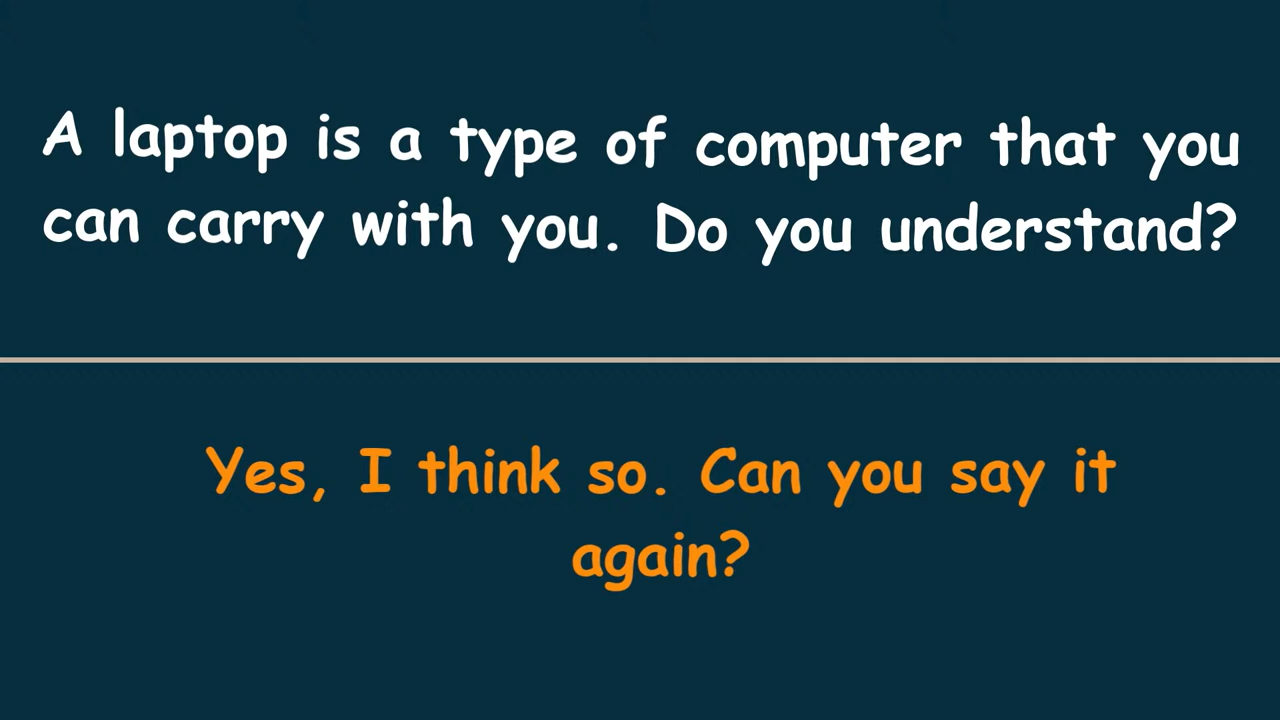 A laptop is a type of computer that you
can carry with you. Do you understand?
Yes, I think so. Can you say it
again?